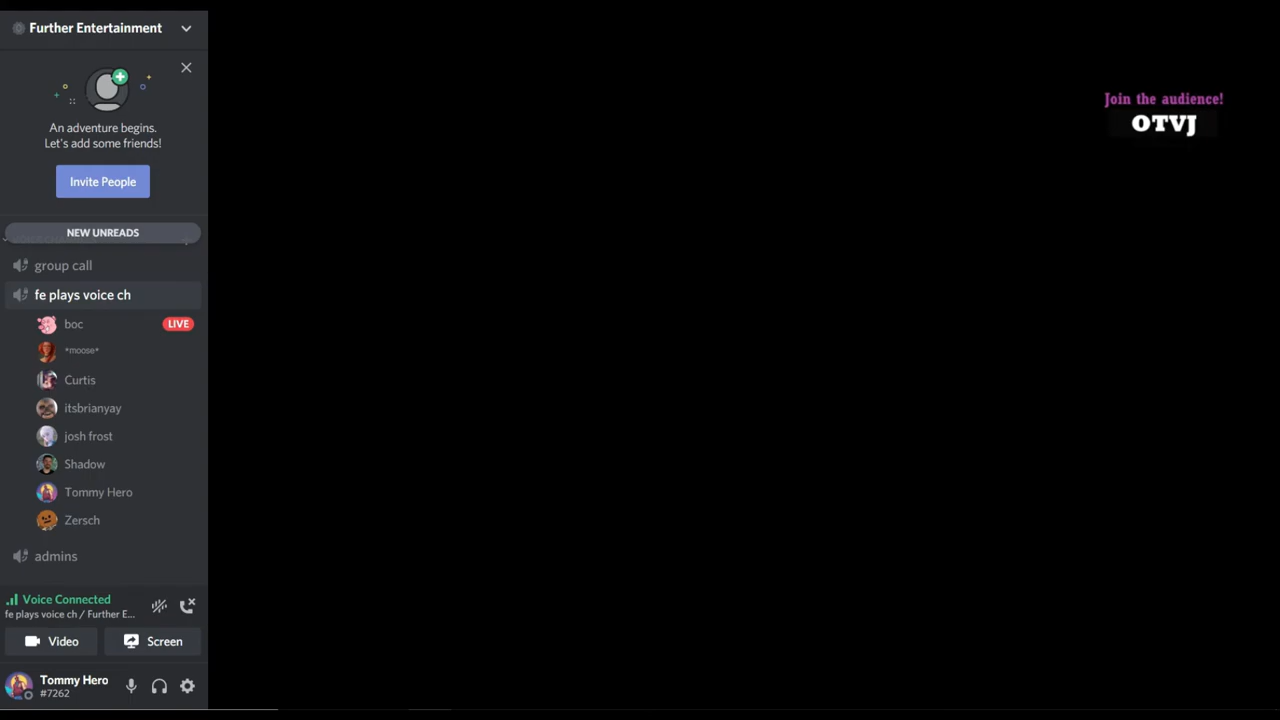 Further Entertainment
An adventure begins.
Let's add some friends!
Invite People
NEW UNREADS
group call
fe plays voice ch
boc
LIVE
*moose*
Curtis
itsbrianyay
josh frost
Shadow
Tommy Hero
Zersch
admins
Voice Connected
fe plays voice ch / Further E...
Video
Screen
Tommy Hero
#7262
Join the audience!
OTVJ